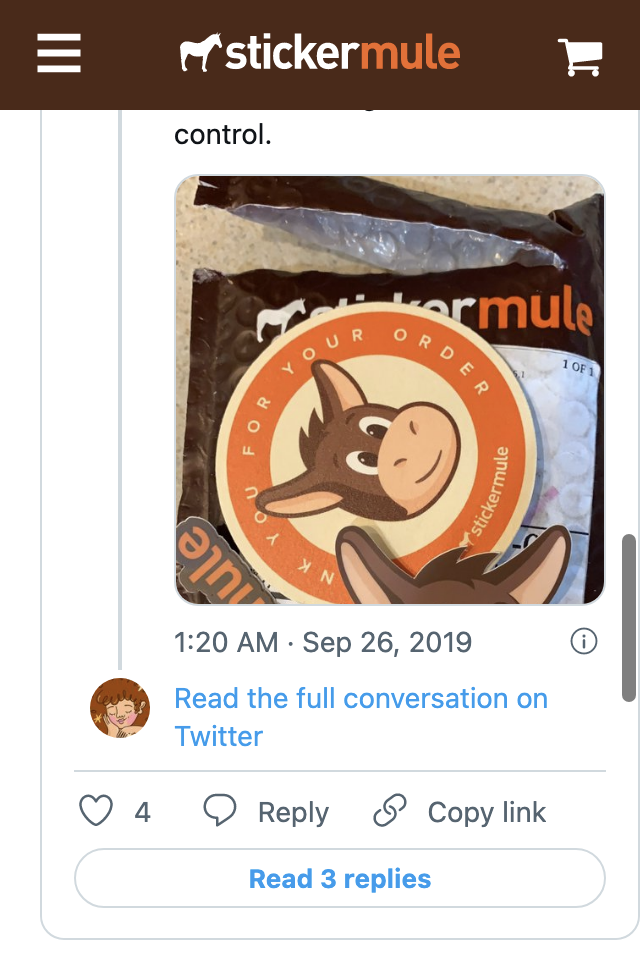 stickermule
control.
stickermule
1 OF 1
NK YOU FOR YOUR ORDER
stickermule
mule
1:20 AM · Sep 26, 2019
Read the full conversation on
Twitter
4 Reply Copy link
Read 3 replies